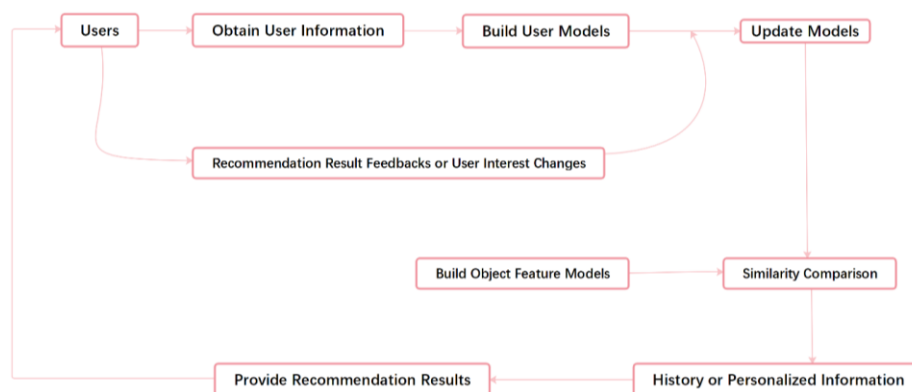 Users
Obtain User Information
Build User Models
Update Models
Recommendation Result Feedbacks or User Interest Changes
Build Object Feature Models
Similarity Comparison
Provide Recommendation Results
History or Personalized Information